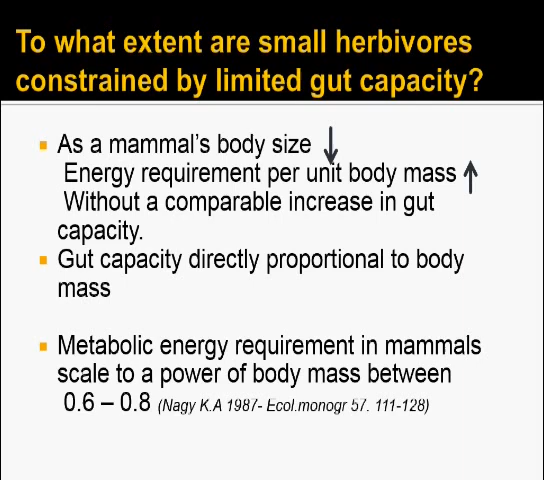 To what extent are small herbivores
constrained by limited gut capacity?
As a mammal's body size ↓
Energy requirement per unit body mass ↑
Without a comparable increase in gut
capacity.
Gut capacity directly proportional to body
mass
Metabolic energy requirement in mammals
scale to a power of body mass between
0.6 – 0.8 (Nagy K.A 1987- Ecol.monogr 57. 111-128)